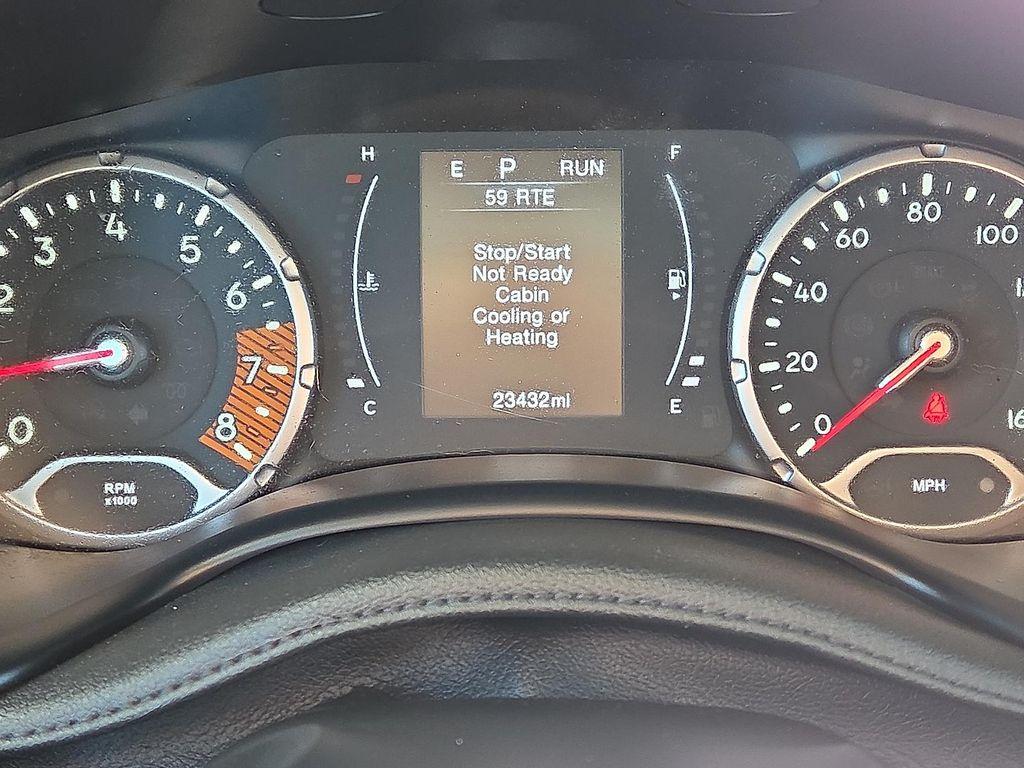 H
F
E P RUN
59 RTE
Stop/Start
Not Ready
Cabin
Cooling or
Heating
23432mi
C
E
0
2
3
4
5
6
7
8
RPM
x1000
0
20
40
60
80
100
MPH